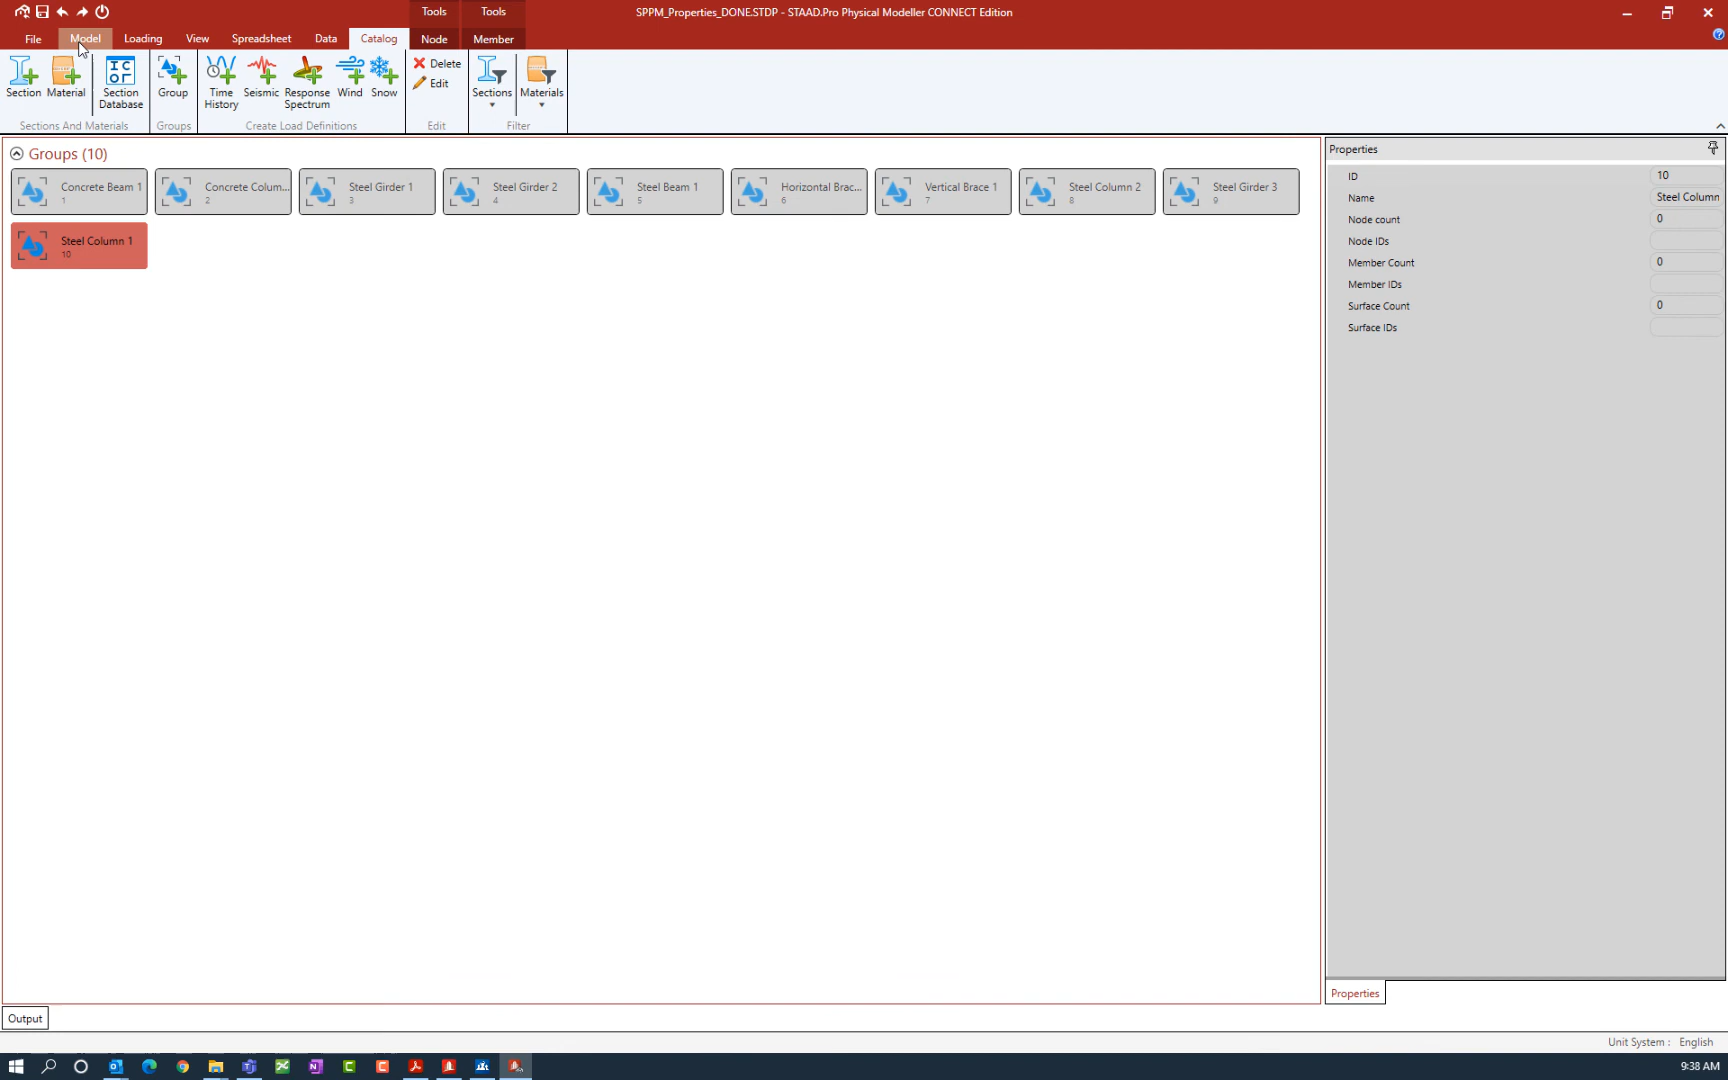 Tools Tools SPPM_Properties_DONE.STDP - STAAD.Pro Physical Modeller CONNECT Edition
File Model Loading View Spreadsheet Data Catalog Node Member
Section Material Section Database Group Time History Seismic Response Spectrum Wind Snow Delete Edit Sections Materials
Sections And Materials Groups Create Load Definitions Edit Filter
Groups (10)
Concrete Beam 1 Concrete Colum... Steel Girder 1 Steel Girder 2 Steel Beam 1 Horizontal Brac... Vertical Brace 1 Steel Column 2 Steel Girder 3
1 2 3 4 5 6 7 8 9
Steel Column 1
10
Properties
ID 10
Name Steel Column
Node count 0
Node IDs
Member Count 0
Member IDs
Surface Count 0
Surface IDs
Properties
Output
Unit System : English
9:38 AM